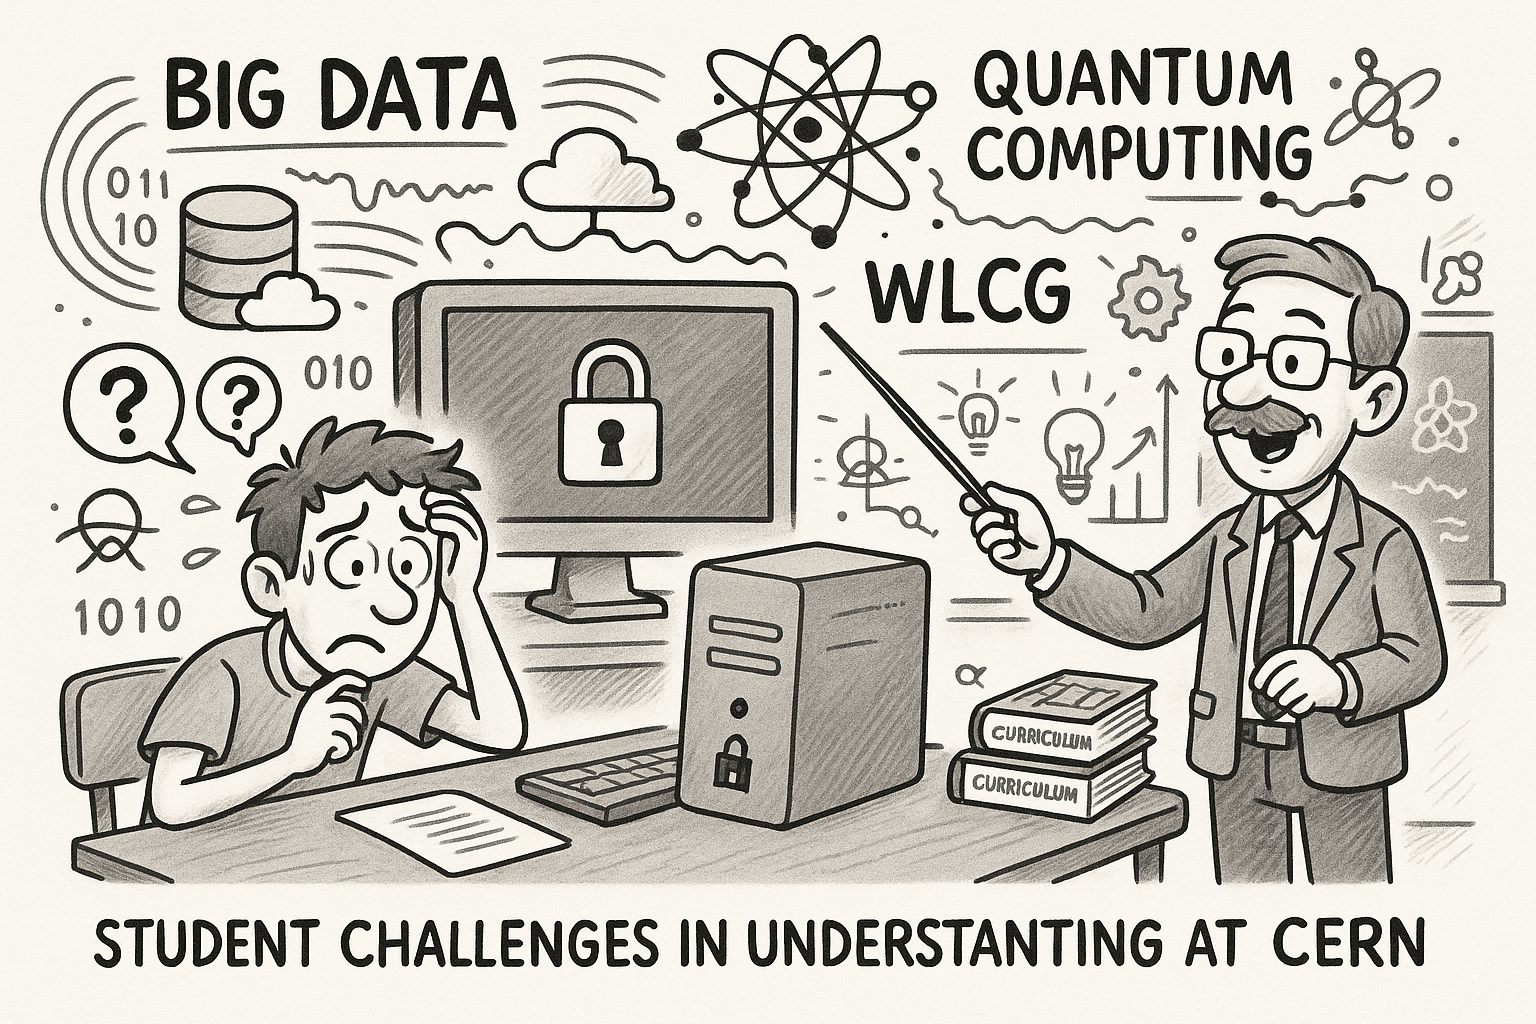 BIG DATA
QUANTUM
COMPUTING
011
10
WLCG
010
1010
α
CURRICULUM
CURRICULUM
STUDENT CHALLENGES IN UNDERSTANTING AT CERN